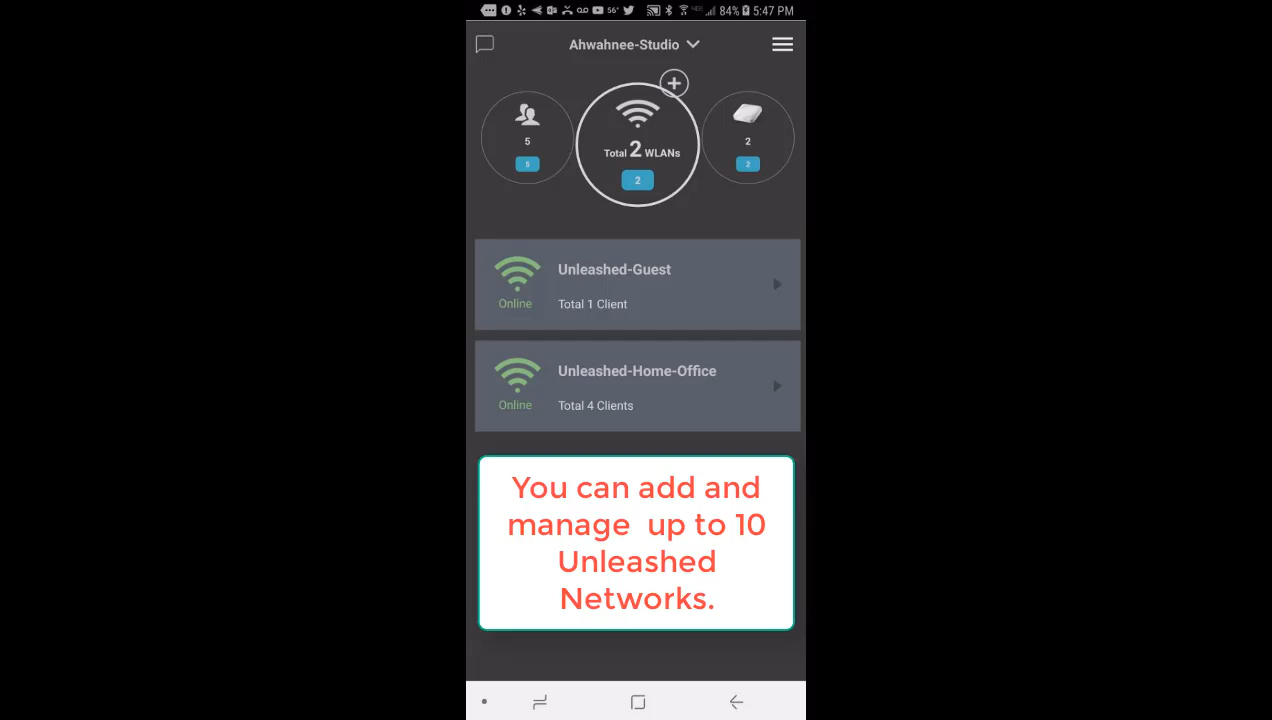 56° 84% 5:47 PM
Ahwahnee-Studio
5
5
Total 2 WLANs
2
2
2
Unleashed-Guest
Online
Total 1 Client
Unleashed-Home-Office
Online
Total 4 Clients
You can add and
manage up to 10
Unleashed
Networks.